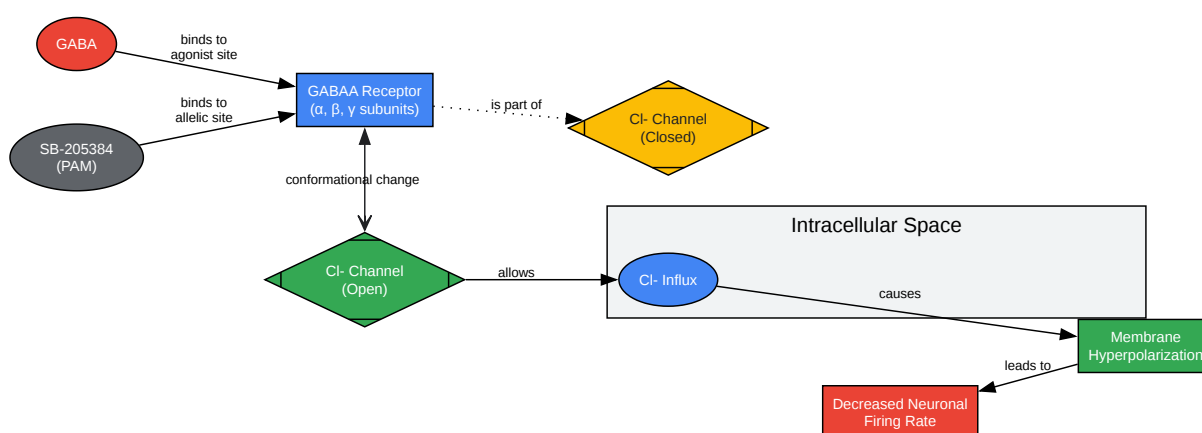 GABA
binds to
agonist site
SB-205384
(PAM)
binds to
allelic site
GABAA Receptor
(α, β, γ subunits)
is part of
Cl- Channel
(Closed)
conformational change
Cl- Channel
(Open)
allows
Intracellular Space
Cl- Influx
causes
Membrane
Hyperpolarization
leads to
Decreased Neuronal
Firing Rate